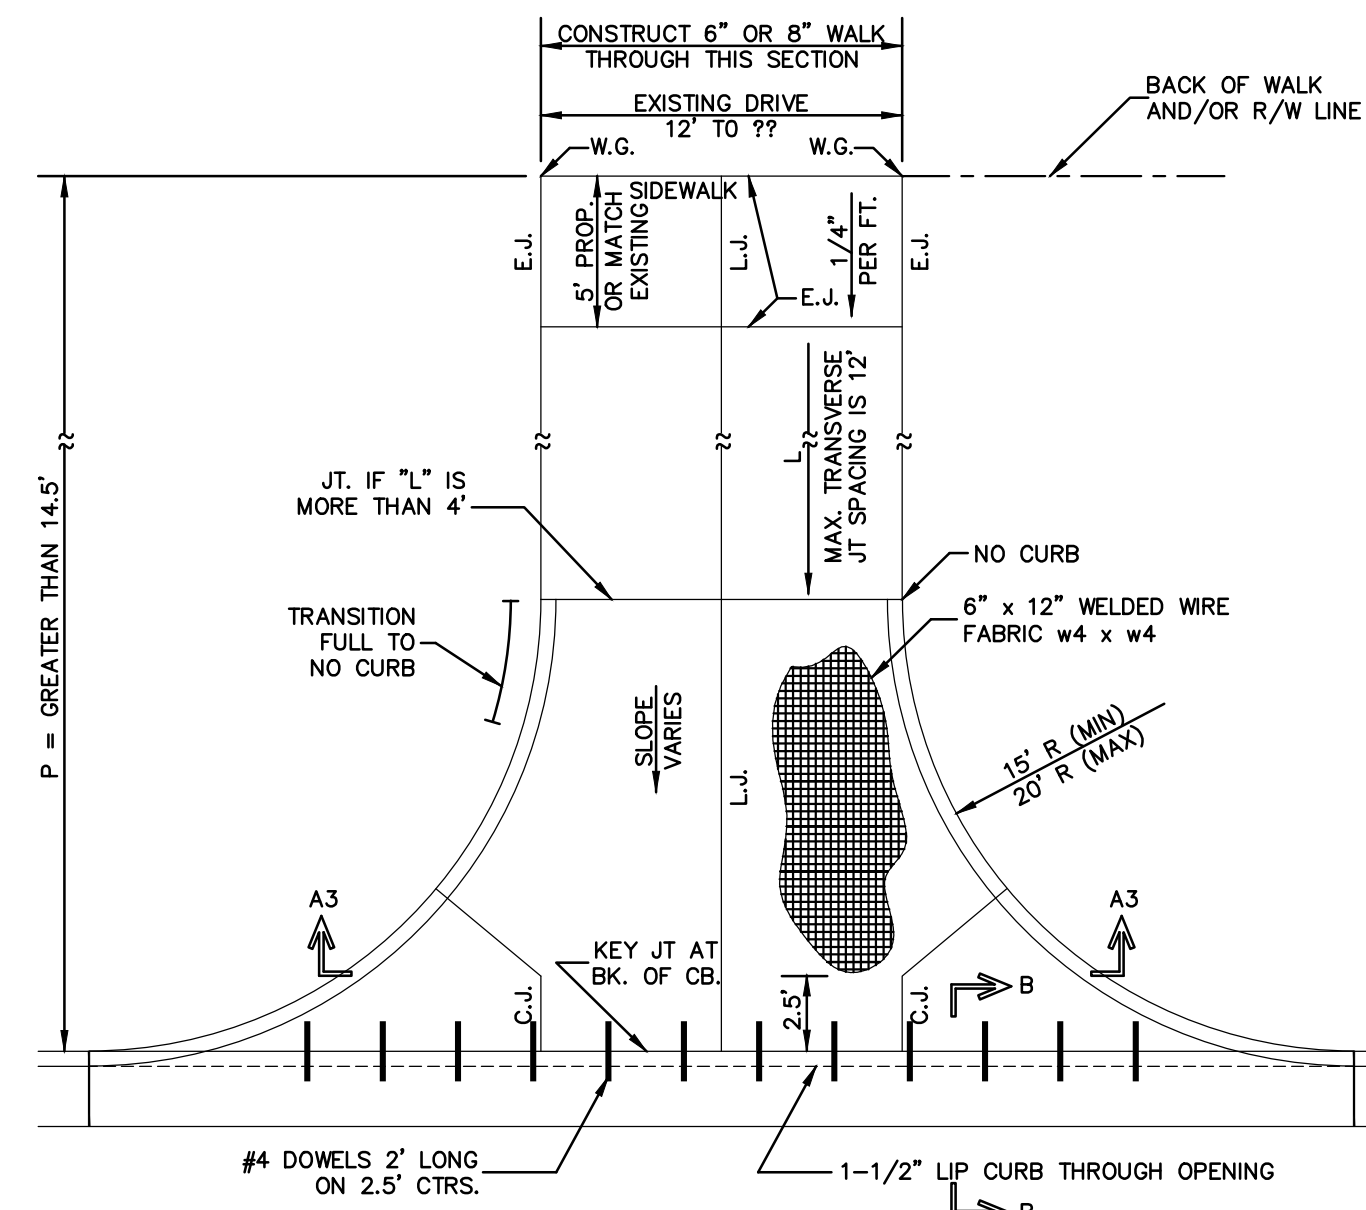 CONSTRUCT 6” OR 8” WALK
THROUGH THIS SECTION
EXISTING DRIVE
12' TO ??
BACK OF WALK
AND/OR R/W LINE
W.G.
W.G.
SIDEWALK
5' PROP.
OR MATCH
EXISTING
E.J.
L.J.
1/4”
PER FT.
E.J.
E.J.
L
MAX. TRANSVERSE
JT SPACING IS 12'
P = GREATER THAN 14.5'
JT. IF ”L” IS
MORE THAN 4'
NO CURB
6” x 12” WELDED WIRE
FABRIC w4 x w4
TRANSITION
FULL TO
NO CURB
SLOPE
VARIES
L.J.
15' R (MIN)
20' R (MAX)
A3
A3
KEY JT AT
BK. OF CB.
C.J.
2.5'
C.J.
B
#4 DOWELS 2' LONG
ON 2.5' CTRS.
1-1/2” LIP CURB THROUGH OPENING